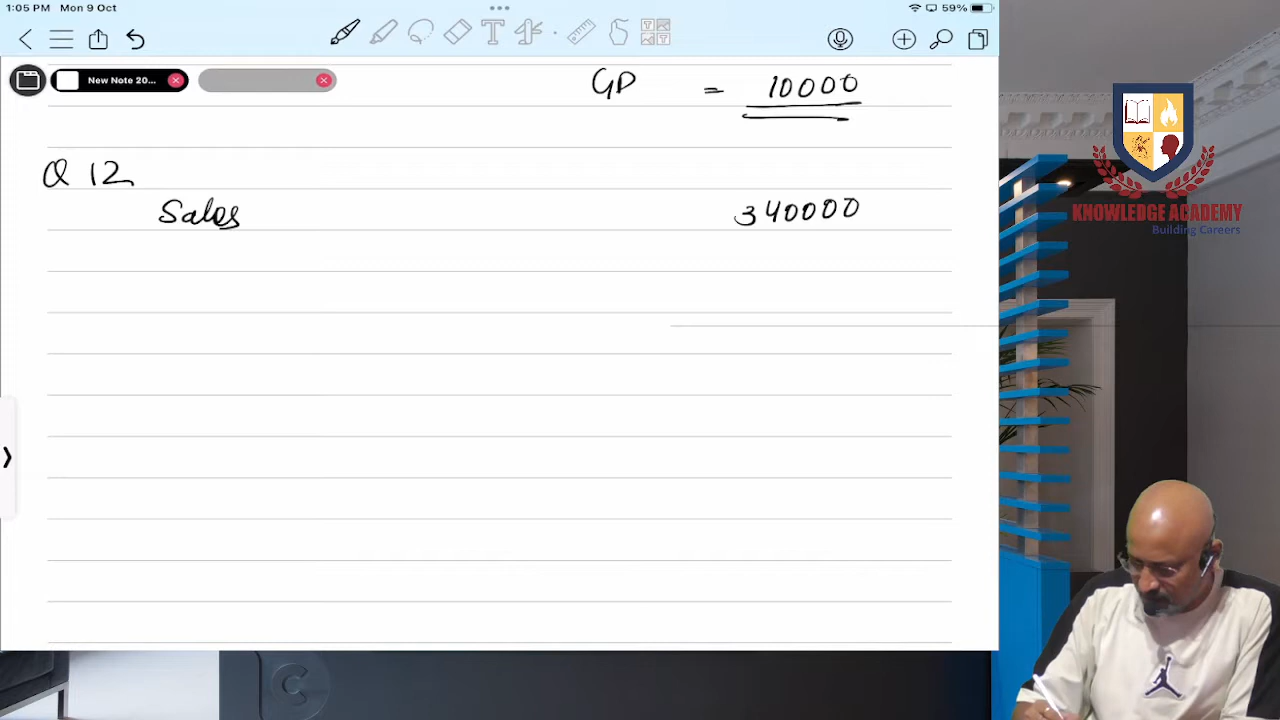 1:05 PM Mon 9 Oct
59%
New Note 20...
GP = 10000
Q 12
Sales 340000
KNOWLEDGE ACADEMY
Building Careers